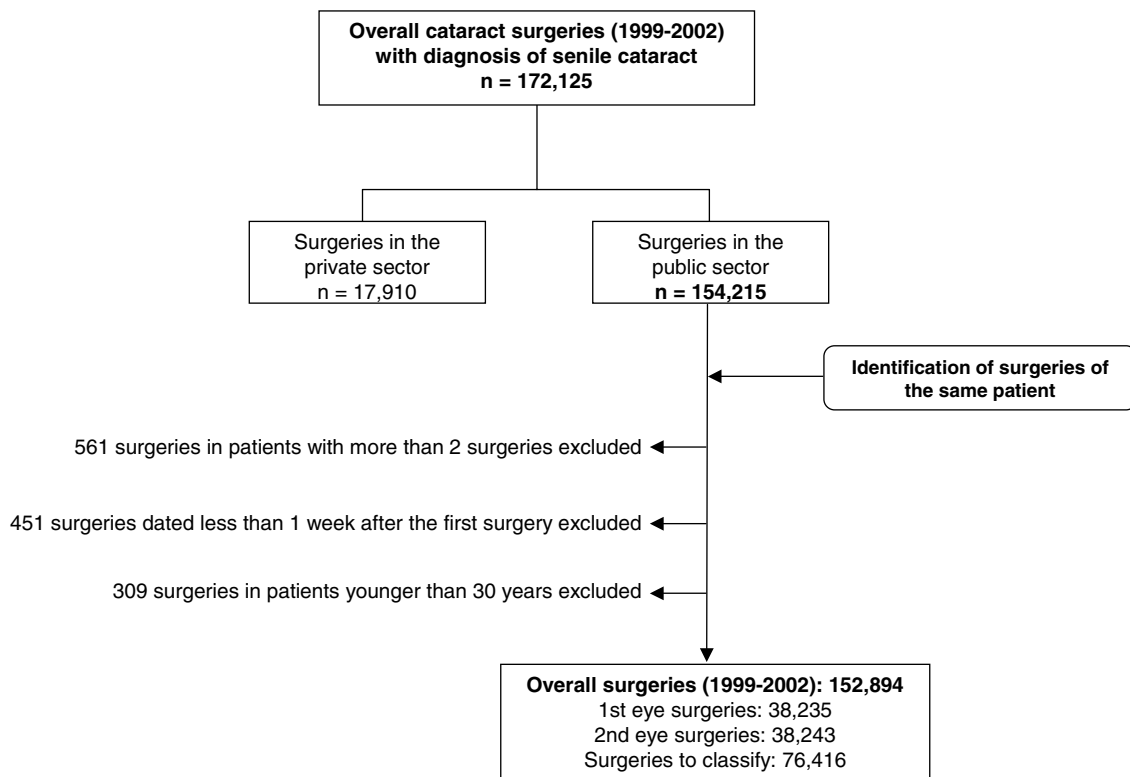 Overall cataract surgeries (1999-2002)
with diagnosis of senile cataract
n = 172,125
Surgeries in the
private sector
n = 17,910
Surgeries in the
public sector
n = 154,215
Identification of surgeries of
the same patient
561 surgeries in patients with more than 2 surgeries excluded
451 surgeries dated less than 1 week after the first surgery excluded
309 surgeries in patients younger than 30 years excluded
Overall surgeries (1999-2002): 152,894
1st eye surgeries: 38,235
2nd eye surgeries: 38,243
Surgeries to classify: 76,416